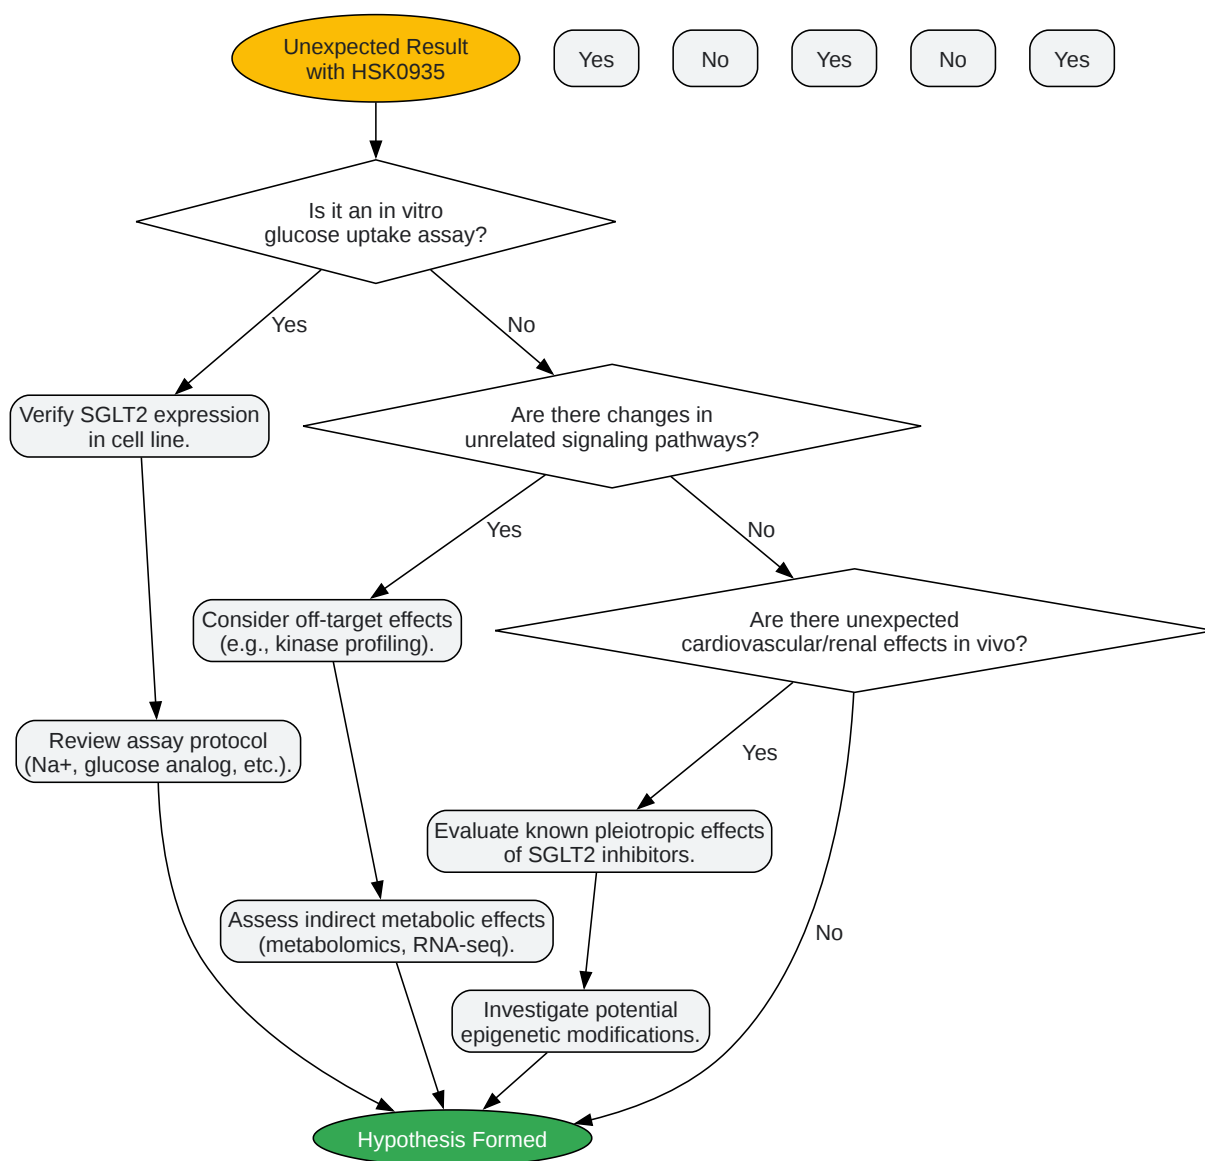 Unexpected Result
with HSK0935
Yes
No
Yes
No
Yes
Is it an in vitro
glucose uptake assay?
Yes
No
Verify SGLT2 expression
in cell line.
Are there changes in
unrelated signaling pathways?
Yes
No
Consider off-target effects
(e.g., kinase profiling).
Are there unexpected
cardiovascular/renal effects in vivo?
Review assay protocol
(Na+, glucose analog, etc.).
Yes
Evaluate known pleiotropic effects
of SGLT2 inhibitors.
Assess indirect metabolic effects
(metabolomics, RNA-seq).
No
Investigate potential
epigenetic modifications.
Hypothesis Formed